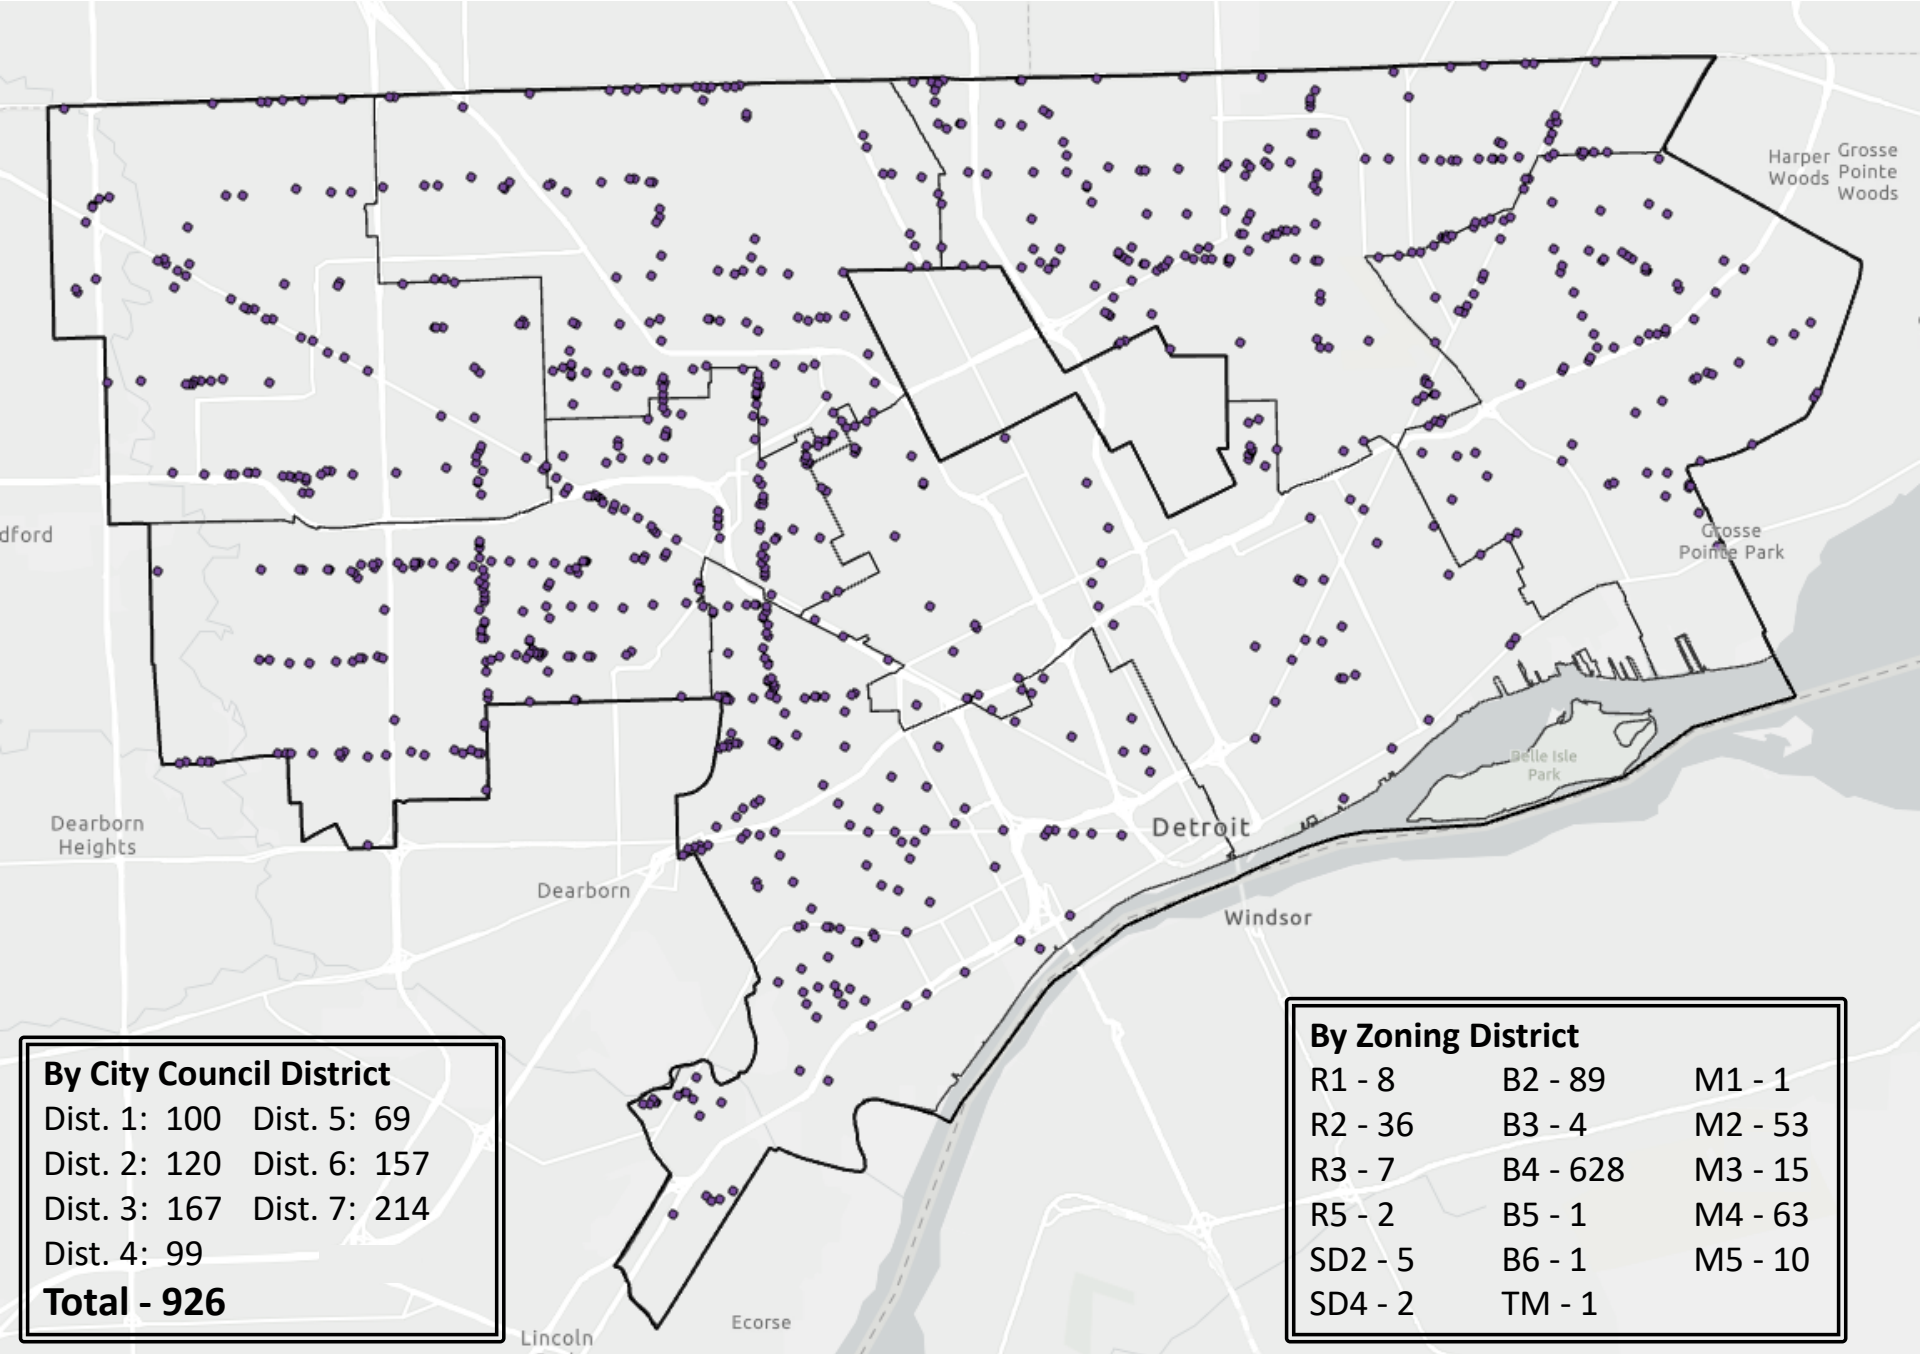 Harper
Woods
Grosse
Pointe
Woods
dford
Grosse
Pointe Park
Belle Isle
Park
Detroit
Dearborn
Heights
Dearborn
Windsor
By City Council District
Dist. 1: 100 Dist. 5: 69
Dist. 2: 120 Dist. 6: 157
Dist. 3: 167 Dist. 7: 214
Dist. 4: 99
Total - 926
By Zoning District
R1 - 8 B2 - 89 M1 - 1
R2 - 36 B3 - 4 M2 - 53
R3 - 7 B4 - 628 M3 - 15
R5 - 2 B5 - 1 M4 - 63
SD2 - 5 B6 - 1 M5 - 10
SD4 - 2 TM - 1
Ecorse
Lincoln